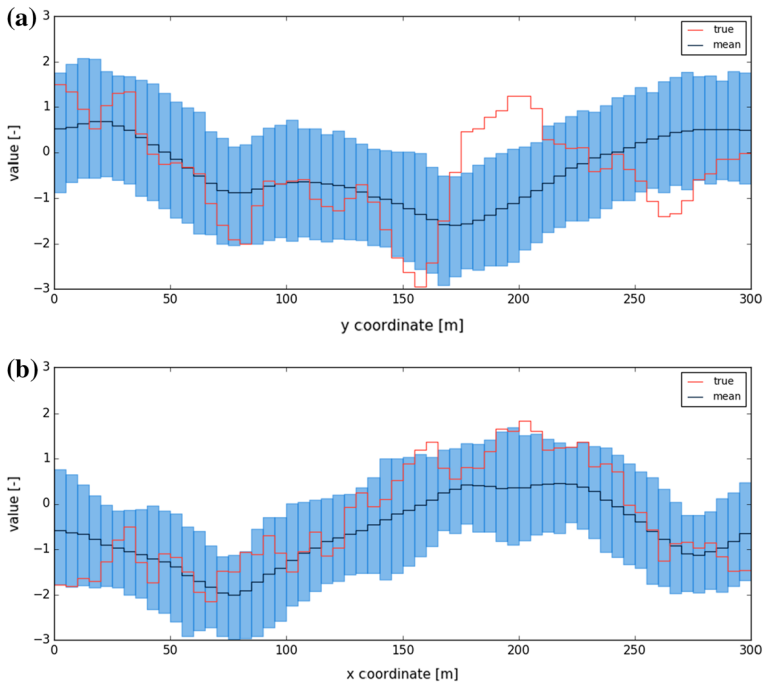 (a)
3
2
1
0
−1
−2
−3
value [-]
true
mean
0 50 100 150 200 250 300
y coordinate [m]
(b)
3
2
1
0
−1
−2
−3
value [-]
true
mean
0 50 100 150 200 250 300
x coordinate [m]